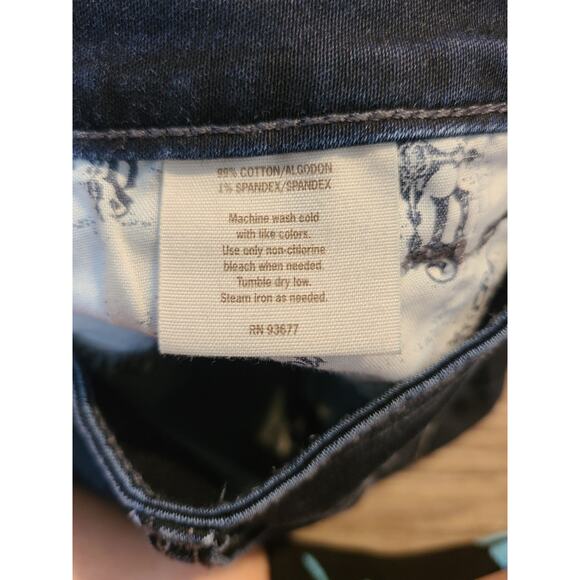 99% COTTON/ALGODON
1% SPANDEX/SPANDEX
Machine wash cold
with like colors.
Use only non-chlorine
bleach when needed.
Tumble dry low.
Steam iron as needed.
RN 93677